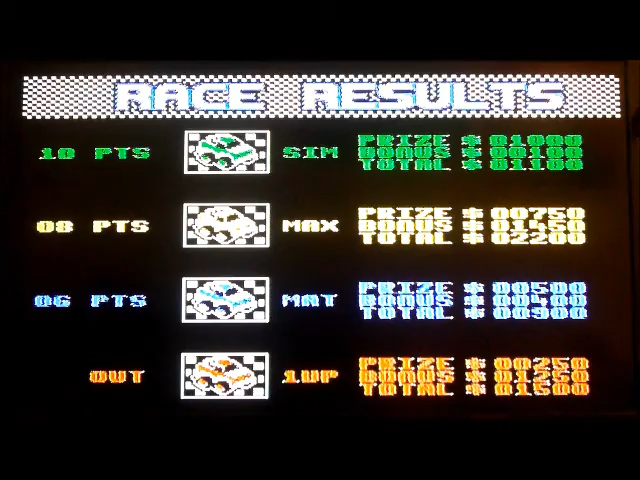 RACE RESULTS
10 PTS SIM PRIZE $ 01000
BONUS $ 00100
TOTAL $ 01100
08 PTS MAX PRIZE $ 00750
BONUS $ 01450
TOTAL $ 02200
06 PTS MAT PRIZE $ 00500
BONUS $ 00400
TOTAL $ 00900
OUT 1UP PRIZE $ 00250
BONUS $ 01250
TOTAL $ 01500